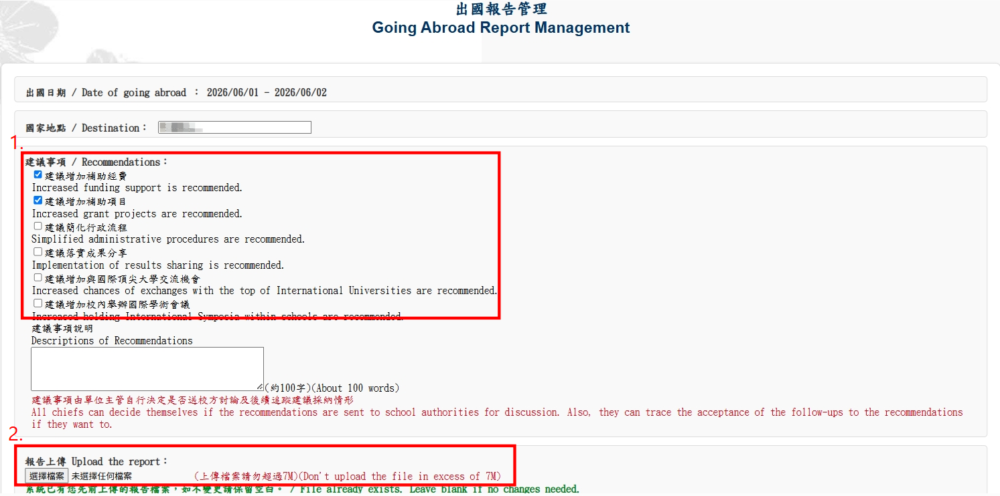 出國報告管理
Going Abroad Report Management
出國日期 / Date of going abroad : 2026/06/01 - 2026/06/02
國家地點 / Destination:
1.
建議事項 / Recommendations:
建議增加補助經費
Increased funding support is recommended.
建議增加補助項目
Increased grant projects are recommended.
建議簡化行政流程
Simplified administrative procedures are recommended.
建議落實成果分享
Implementation of results sharing is recommended.
建議增加與國際頂尖大學交流機會
Increased chances of exchanges with the top of International Universities are recommended.
建議增加校內舉辦國際學術會議
Increased holding International Symposia within schools are recommended.
建議事項說明
Descriptions of Recommendations
(約100字)(About 100 words)
建議事項由單位主管自行決定是否送校方討論及後續追蹤建議採納情形
All chiefs can decide themselves if the recommendations are sent to school authorities for discussion. Also, they can trace the acceptance of the follow-ups to the recommendations
if they want to.
2.
報告上傳 Upload the report:
選擇檔案 未選擇任何檔案 (上傳檔案請勿超過7M)(Don't upload the file in excess of 7M)
系統已有您先前上傳的報告檔案，如不變更請保留空白。 / File already exists. Leave blank if no changes needed.